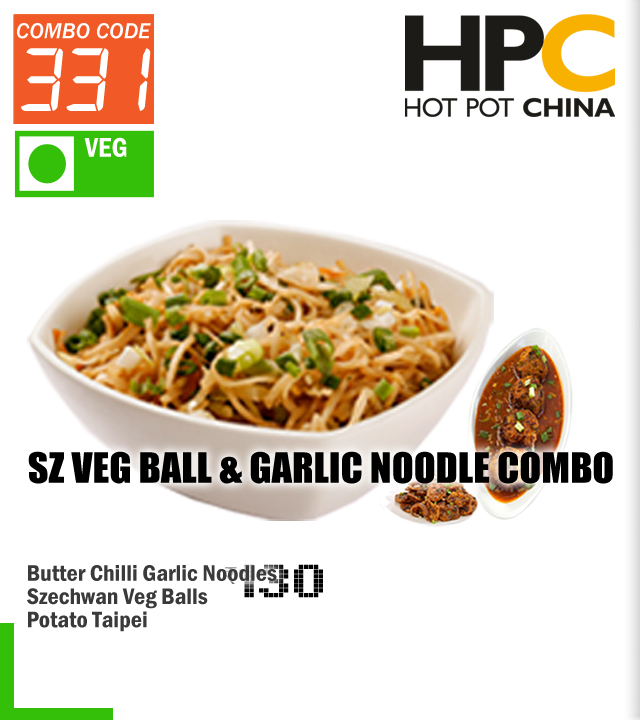 COMBO CODE
331
VEG
HPC
HOT POT CHINA
SZ VEG BALL & GARLIC NOODLE COMBO
Butter Chilli Garlic Noodles
₹130
Szechwan Veg Balls
Potato Taipei